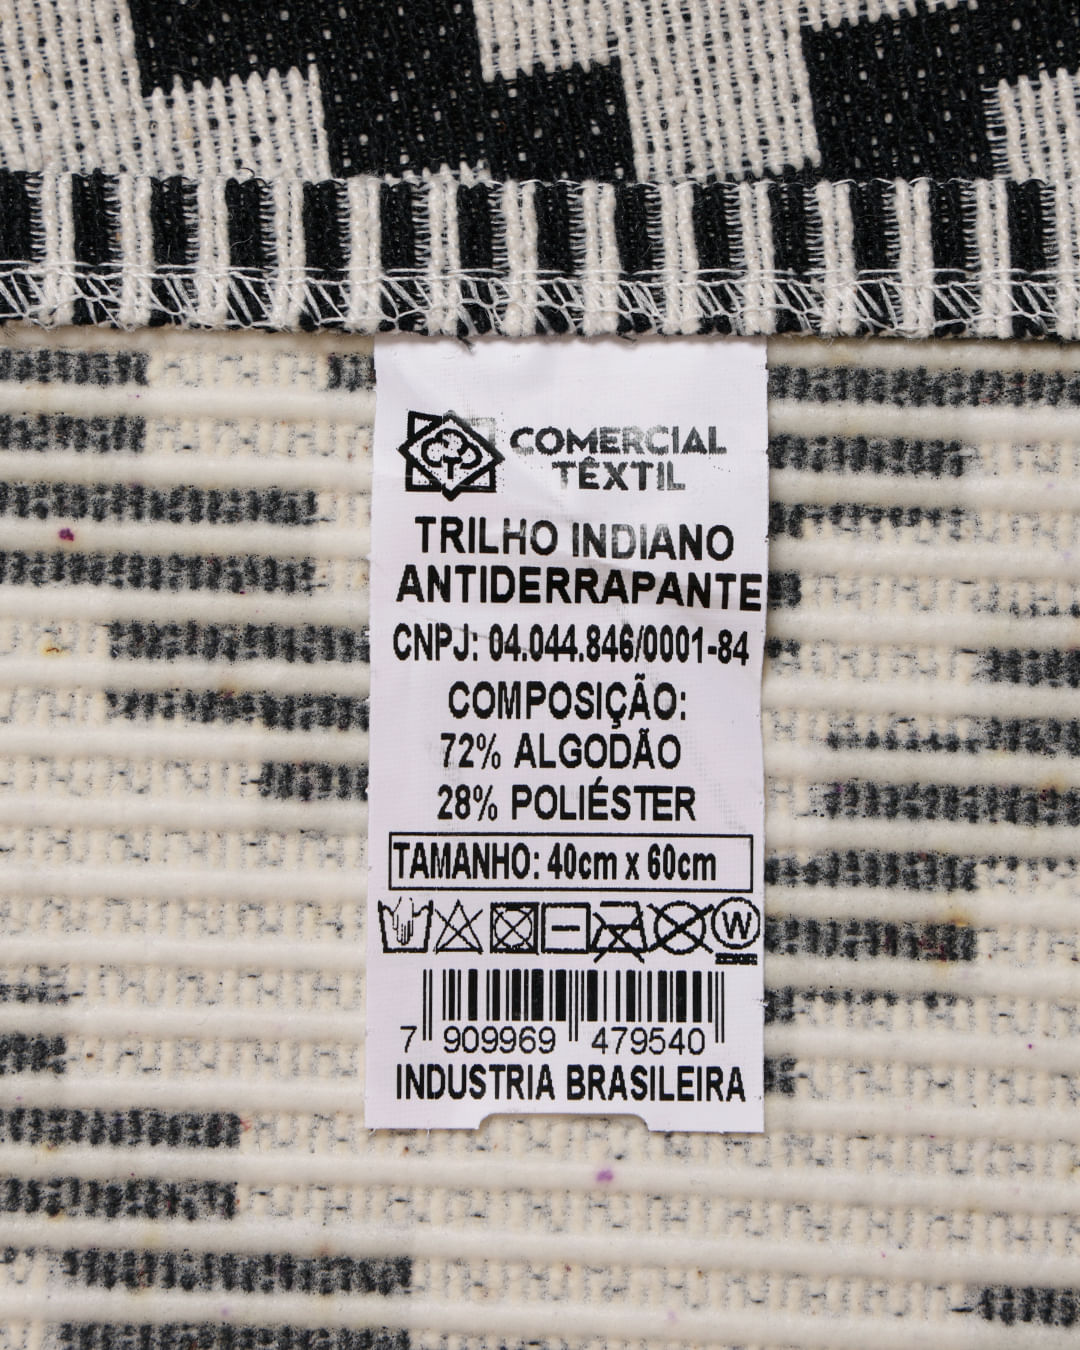 COMERCIAL
TÊXTIL
TRILHO INDIANO
ANTIDERRAPANTE
CNPJ: 04.044.846/0001-84
COMPOSIÇÃO:
72% ALGODÃO
28% POLIÉSTER
TAMANHO: 40cm x 60cm
W
7 909969 479540
INDUSTRIA BRASILEIRA